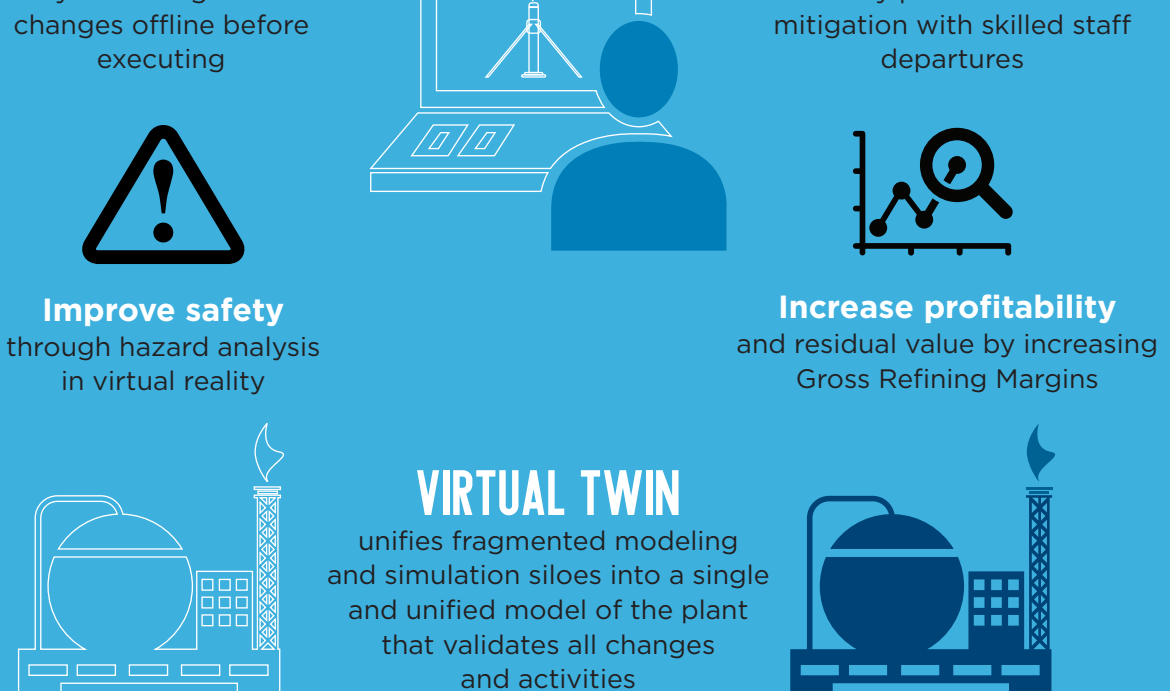 changes offline before
executing
mitigation with skilled staff
departures
Improve safety
through hazard analysis
in virtual reality
Increase profitability
and residual value by increasing
Gross Refining Margins
VIRTUAL TWIN
unifies fragmented modeling
and simulation siloes into a single
and unified model of the plant
that validates all changes
and activities